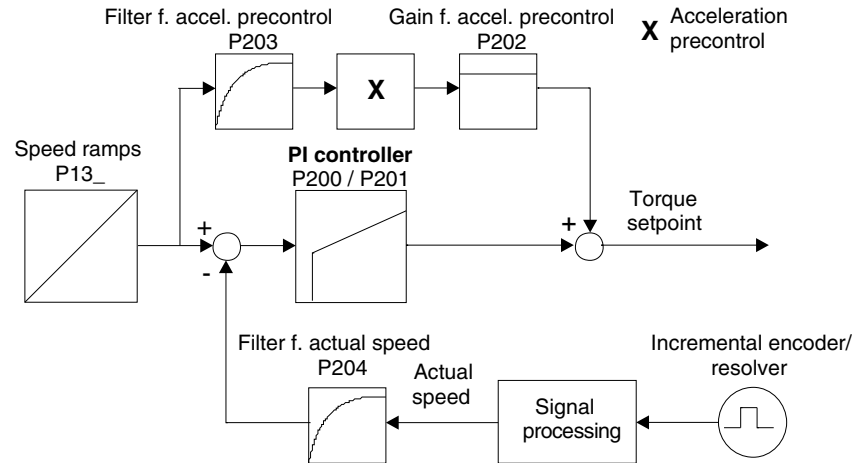 Filter f. accel. precontrol
P203
Gain f. accel. precontrol
P202
X Acceleration
precontrol
X
Speed ramps
P13_
PI controller
P200 / P201
Torque
setpoint
+
-
+
Filter f. actual speed
P204
Actual
speed
Signal
processing
Incremental encoder/
resolver